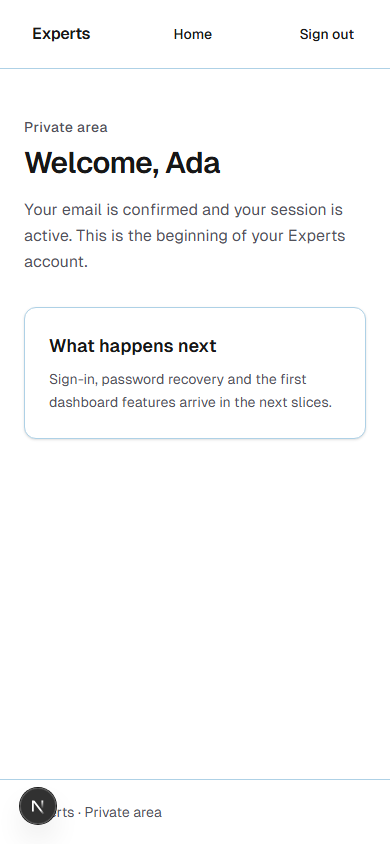 Experts Home Sign out
Private area
Welcome, Ada
Your email is confirmed and your session is
active. This is the beginning of your Experts
account.
What happens next
Sign-in, password recovery and the first
dashboard features arrive in the next slices.
N
rts · Private area